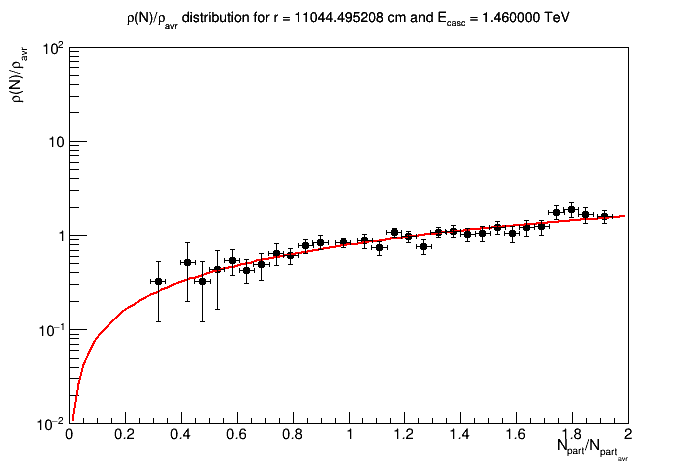 ρ(N)/ρavr distribution for r = 11044.495208 cm and Ecasc = 1.460000 TeV
ρ(N)/ρavr
10²
10
1
10⁻¹
10⁻²
0 0.2 0.4 0.6 0.8 1 1.2 1.4 1.6 1.8 2
Npart/Npartavr